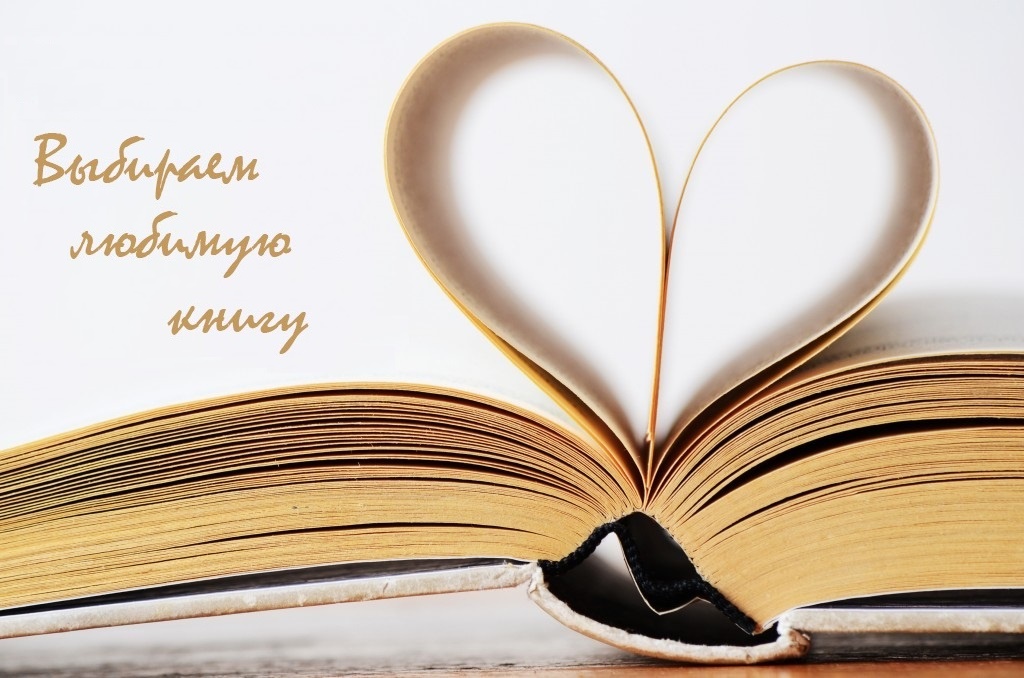 Выбираем
любимую
книгу